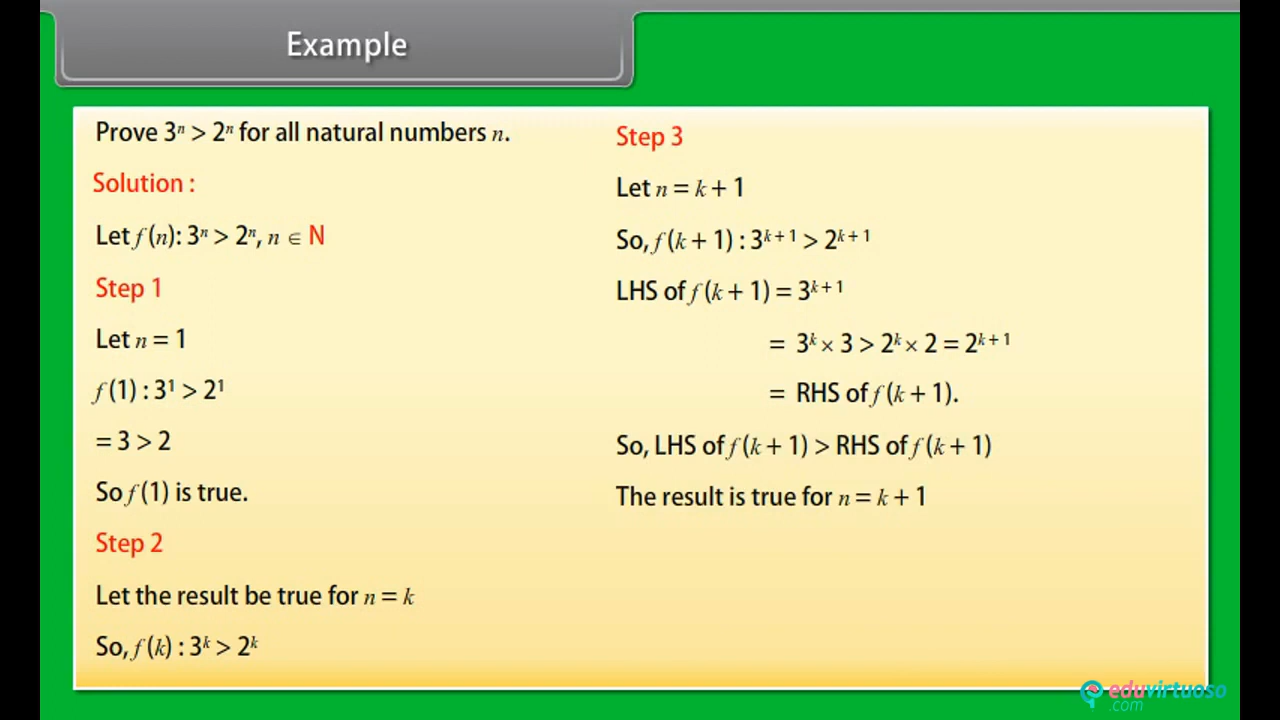 Example
Prove 3ⁿ > 2ⁿ for all natural numbers n.
Solution :
Let f (n) : 3ⁿ > 2ⁿ, n ∈ N
Step 1
Let n = 1
f (1) : 3¹ > 2¹
= 3 > 2
So f (1) is true.
Step 2
Let the result be true for n = k
So, f (k) : 3ᵏ > 2ᵏ
Step 3
Let n = k + 1
So, f (k + 1) : 3ᵏ⁺¹ > 2ᵏ⁺¹
LHS of f (k + 1) = 3ᵏ⁺¹
= 3ᵏ × 3 > 2ᵏ × 2 = 2ᵏ⁺¹
= RHS of f (k + 1).
So, LHS of f (k + 1) > RHS of f (k + 1)
The result is true for n = k + 1
eduvirtuoso
.com